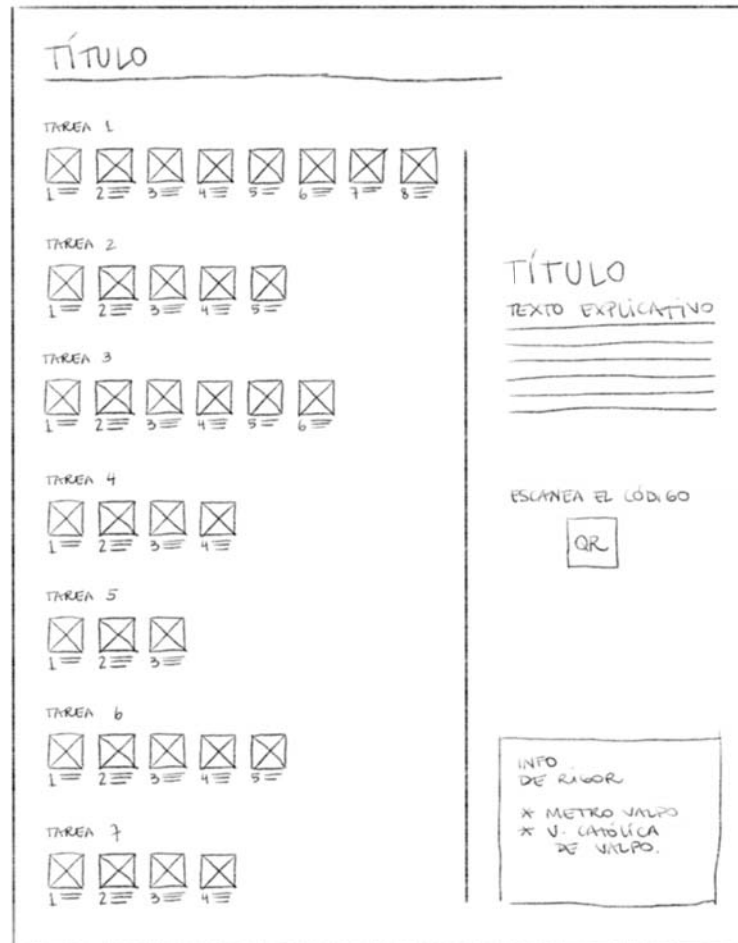 TÍTULO
TAREA 1
1 2 3 4 5 6 7 8
TAREA 2
1 2 3 4 5
TAREA 3
1 2 3 4 5 6
TAREA 4
1 2 3 4
TAREA 5
1 2 3
TAREA 6
1 2 3 4 5
TAREA 7
1 2 3 4
TÍTULO
TEXTO EXPLICATIVO
ESCANEA EL CÓDIGO
QR
INFO
DE RIGOR
* METRO VALPO
* U. CATÓLICA
DE VALPO.